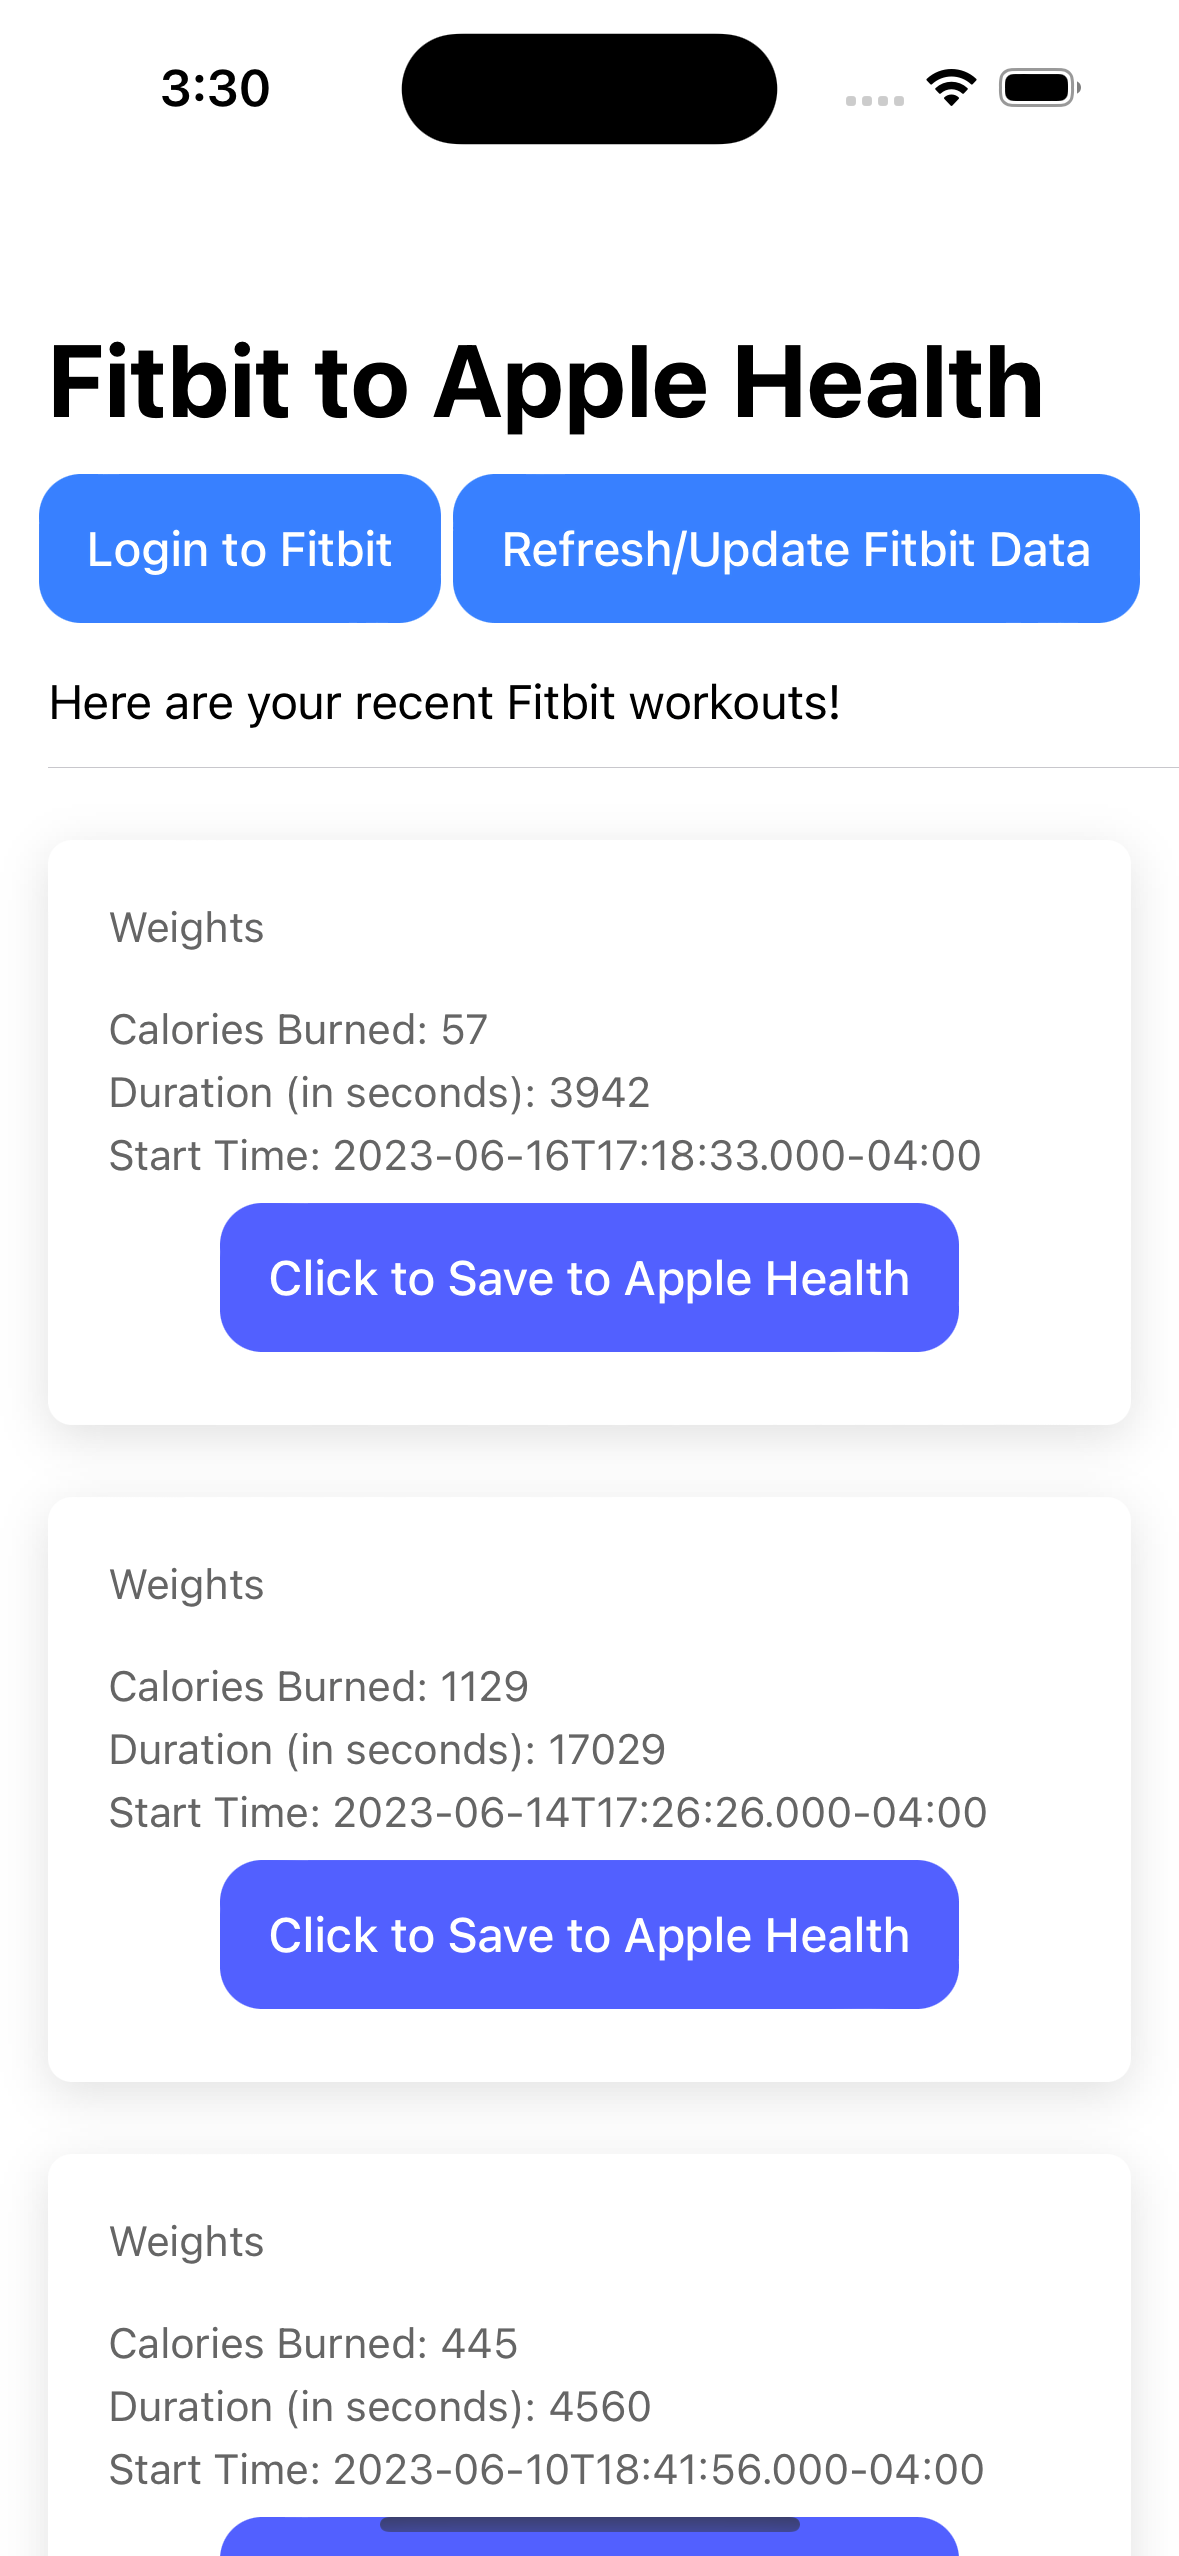 3:30
Fitbit to Apple Health
Login to Fitbit
Refresh/Update Fitbit Data
Here are your recent Fitbit workouts!
Weights
Calories Burned: 57
Duration (in seconds): 3942
Start Time: 2023-06-16T17:18:33.000-04:00
Click to Save to Apple Health
Weights
Calories Burned: 1129
Duration (in seconds): 17029
Start Time: 2023-06-14T17:26:26.000-04:00
Click to Save to Apple Health
Weights
Calories Burned: 445
Duration (in seconds): 4560
Start Time: 2023-06-10T18:41:56.000-04:00